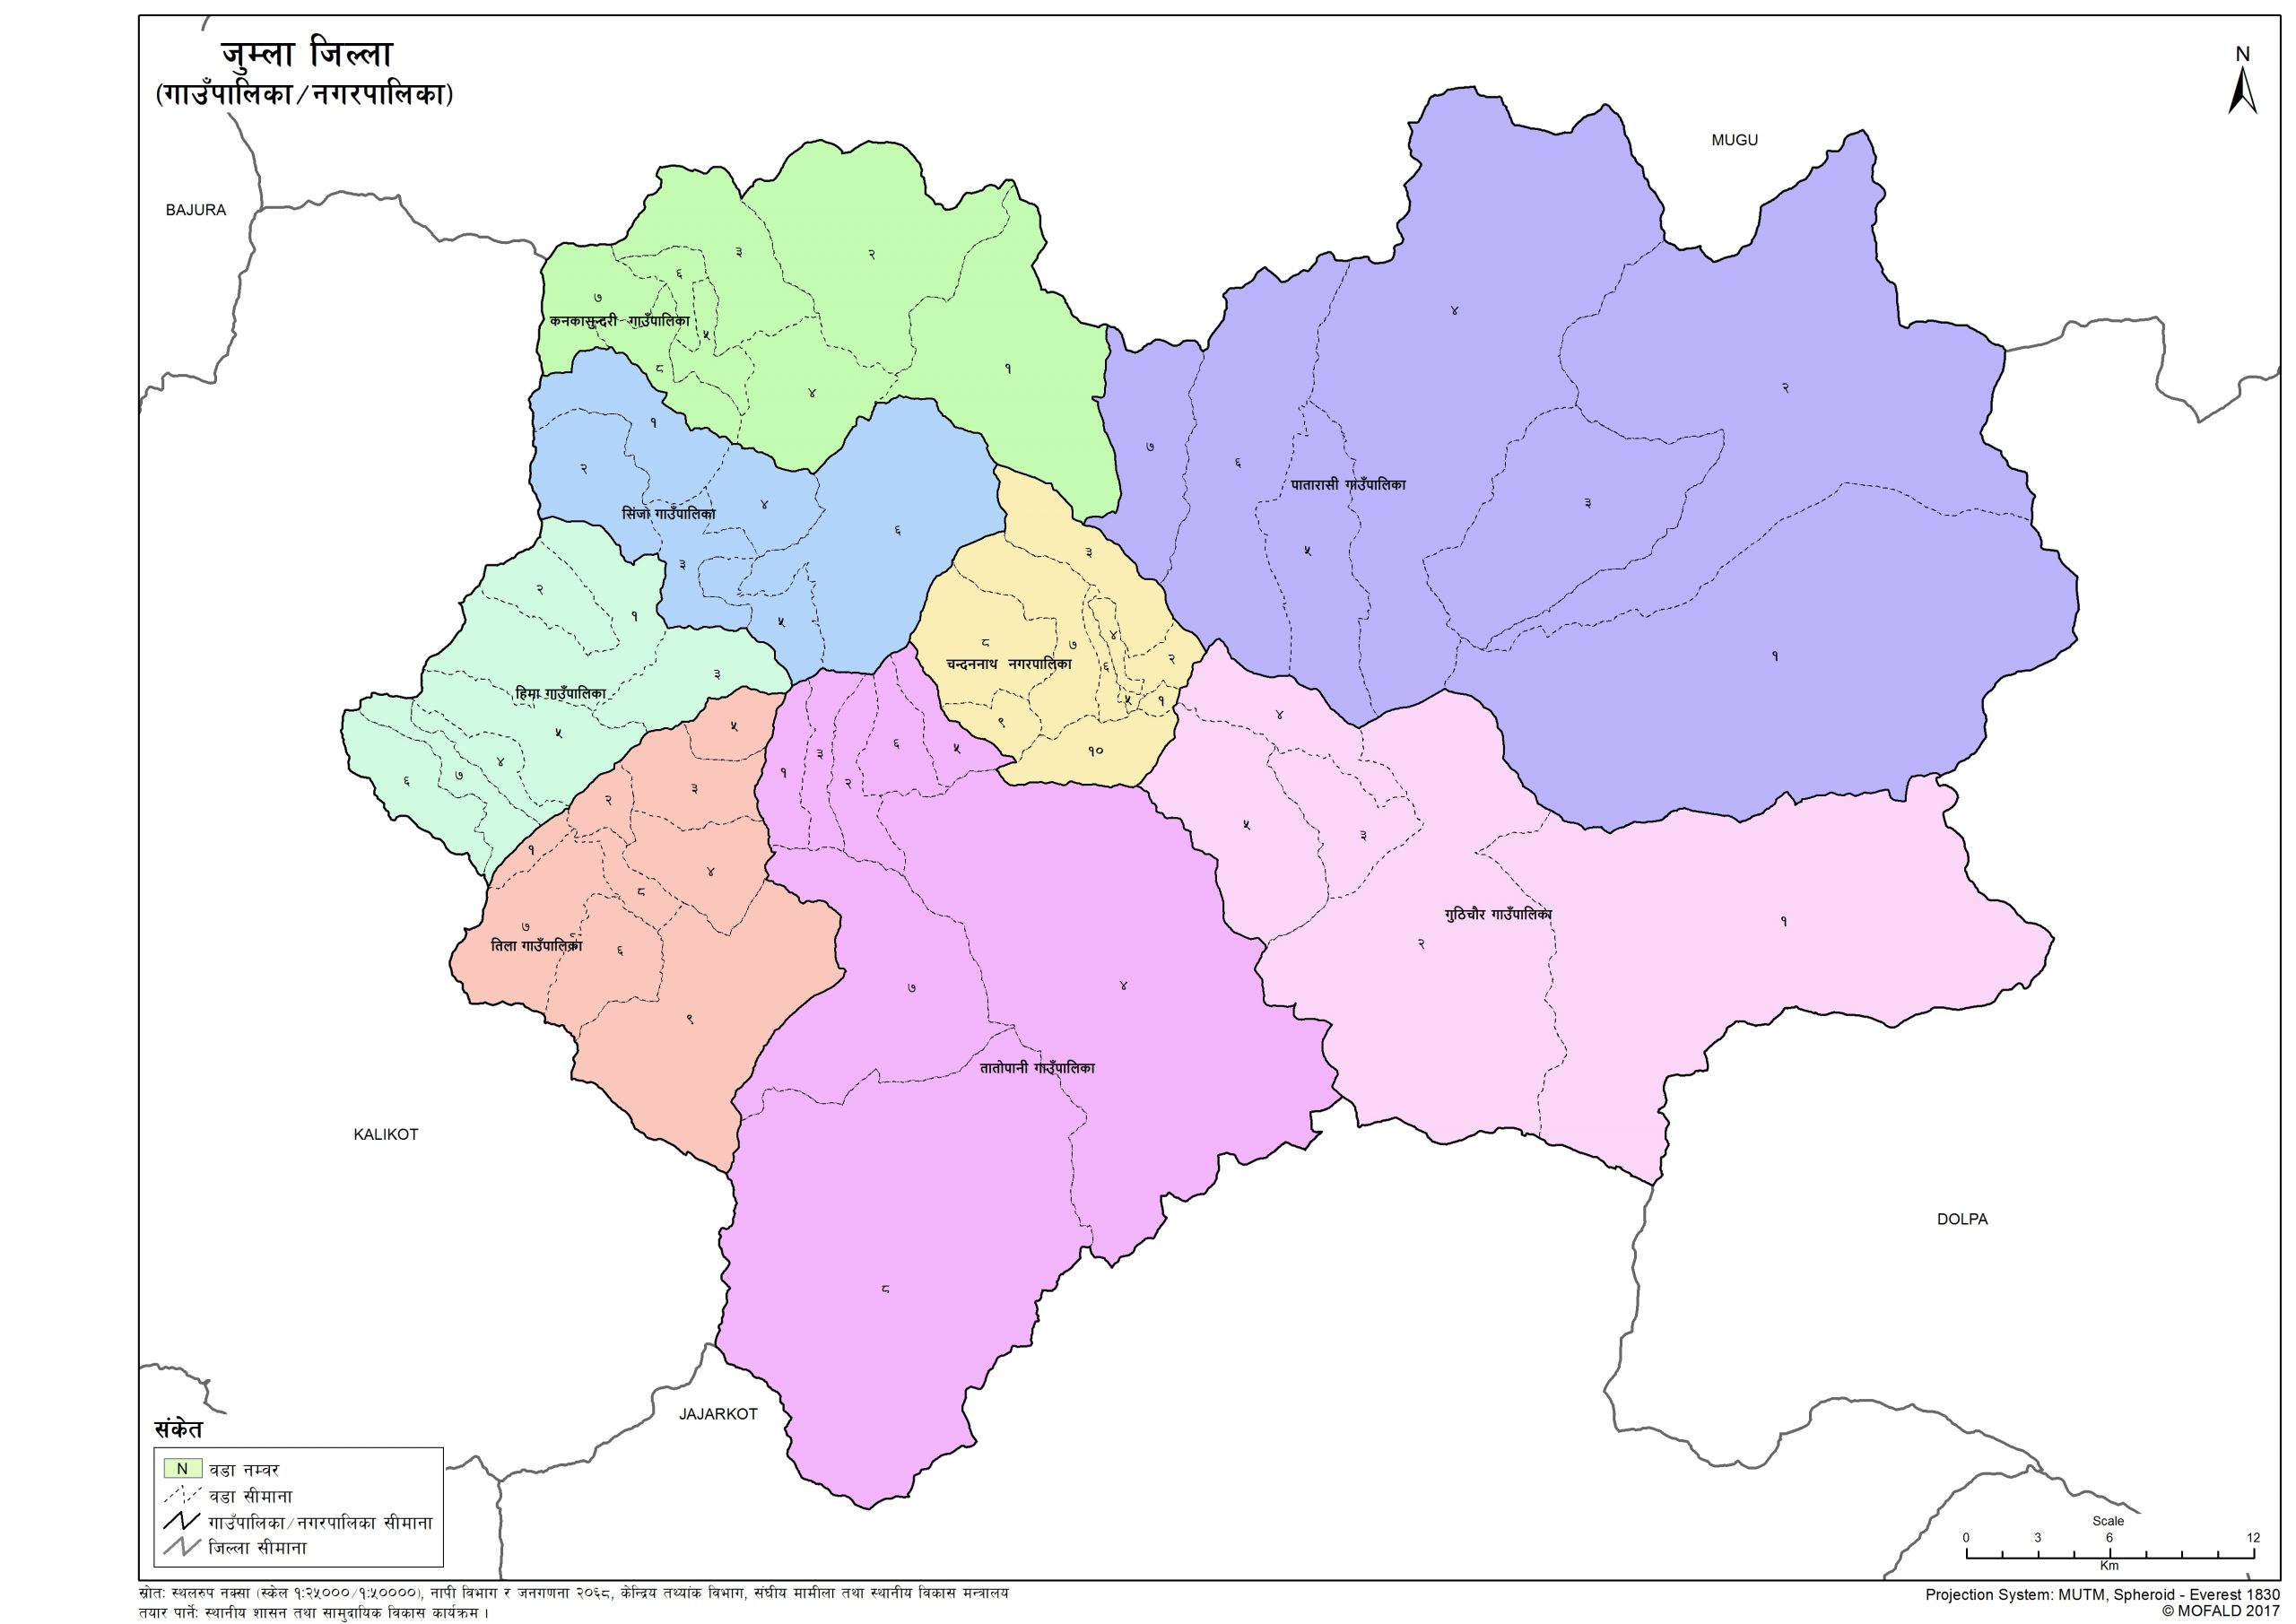 जुम्ला जिल्ला
(गाउँपालिका/नगरपालिका)
N
MUGU
BAJURA
३
२
६
७
कनकासुन्दरी गाउँपालिका
५
८
४
१
४
२
७
६
पातारासी गाउँपालिका
३
५
१
१
२
४
सिंजा गाउँपालिका
६
३
५
२
१
३
हिमा गाउँपालिका
५
४
७
६
३
८
७
४
चन्दननाथ नगरपालिका
६
२
५
१
९
१०
५
२
३
१
४
८
७
तिला गाउँपालिका
६
९
१
३
२
६
५
७
४
तातोपानी गाउँपालिका
८
४
५
३
गुठिचौर गाउँपालिका
२
१
KALIKOT
DOLPA
JAJARKOT
संकेत
N वडा नम्वर
वडा सीमाना
गाउँपालिका/नगरपालिका सीमाना
जिल्ला सीमाना
Scale
0 3 6 12
Km
स्रोतः स्थलरुप नक्सा (स्केल १:२५०००/१:५००००), नापी विभाग र जनगणना २०६८, केन्द्रिय तथ्यांक विभाग, संघीय मामीला तथा स्थानीय विकास मन्त्रालय
तयार पार्नेः स्थानीय शासन तथा सामुदायिक विकास कार्यक्रम ।
Projection System: MUTM, Spheroid - Everest 1830
© MOFALD 2017